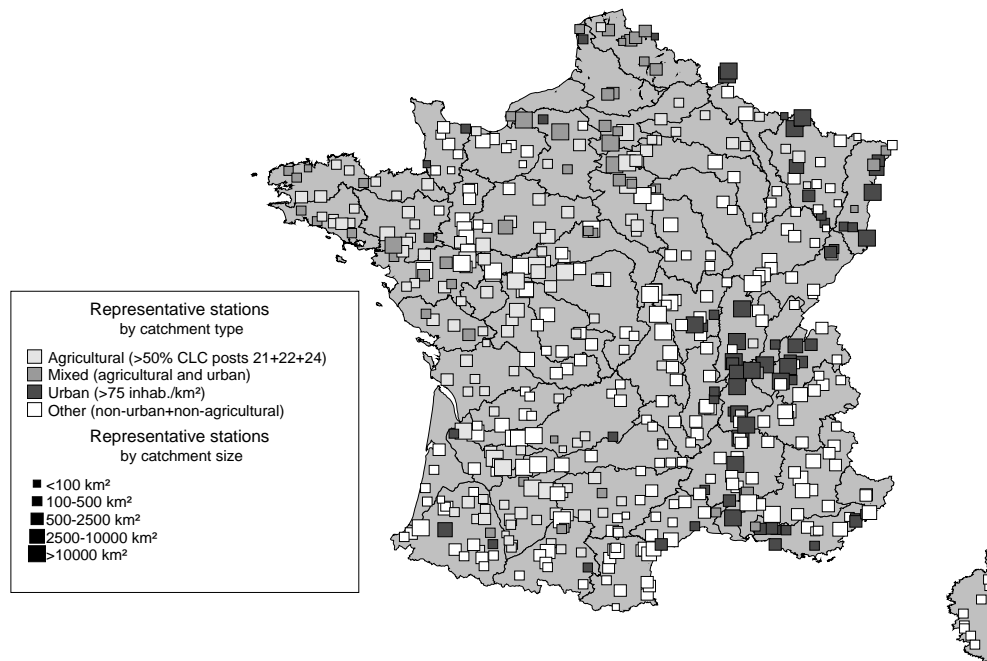 Representative stations
by catchment type
Agricultural (>50% CLC posts 21+22+24)
Mixed (agricultural and urban)
Urban (>75 inhab./km²)
Other (non-urban+non-agricultural)
Representative stations
by catchment size
<100 km²
100-500 km²
500-2500 km²
2500-10000 km²
>10000 km²